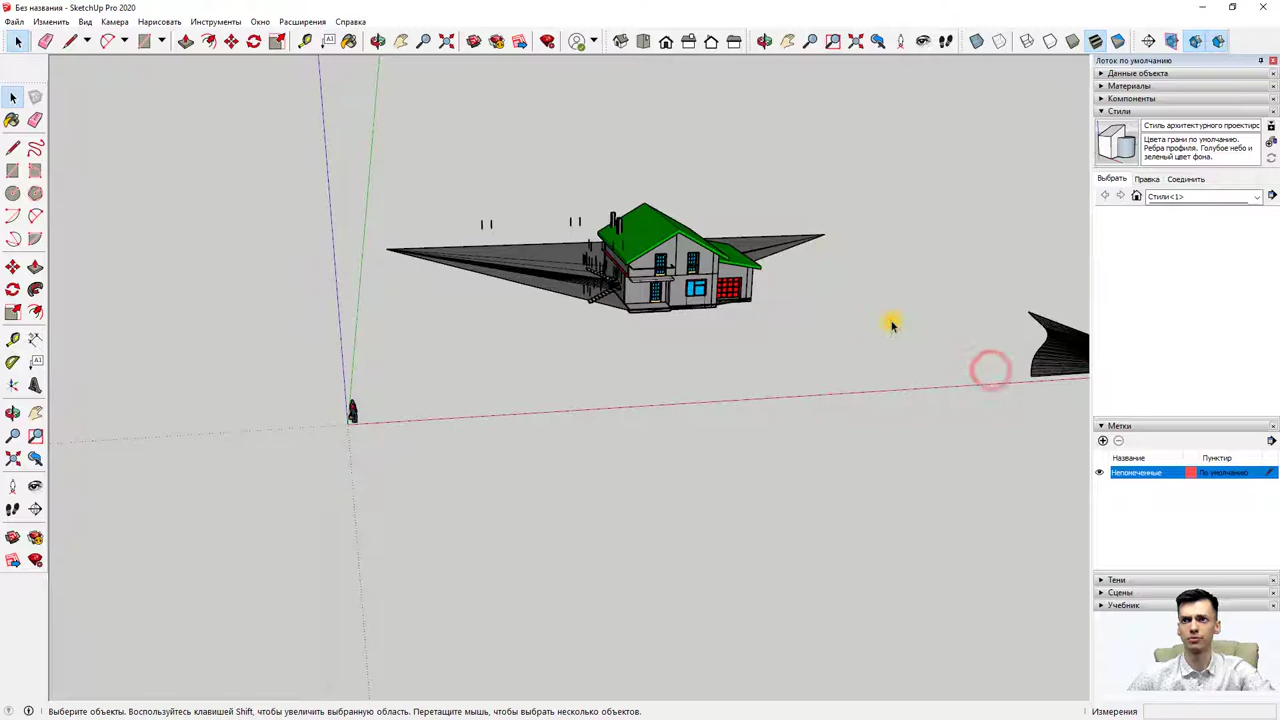 Без названия - SketchUp Pro 2020
Файл Изменить Вид Камера Нарисовать Инструменты Окно Расширения Справка
Лоток по умолчанию
Данные объекта
Материалы
Компоненты
Стили
Стиль архитектурного проектирс
Цвета грани по умолчанию.
Ребра профиля. Голубое небо и
зеленый цвет фона.
Выбрать Правка Соединить
Стили<1>
Метки
Название Пунктир
Непомеченные По умолчанию
Тени
Сцены
Учебник
Выберите объекты. Воспользуйтесь клавишей Shift, чтобы увеличить выбранную область. Перетащите мышь, чтобы выбрать несколько объектов.
Измерения